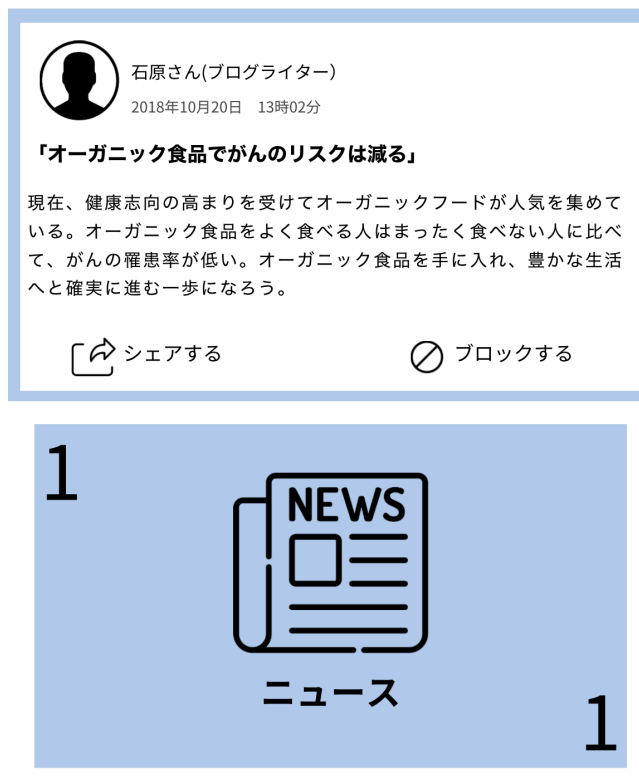 石原さん(ブログライター)
2018年10月20日　13時02分
「オーガニック食品でがんのリスクは減る」
現在、健康志向の高まりを受けてオーガニックフードが人気を集めて
いる。オーガニック食品をよく食べる人はまったく食べない人に比べ
て、がんの罹患率が低い。オーガニック食品を手に入れ、豊かな生活
へと確実に進む一歩になろう。
シェアする　ブロックする
1
NEWS
ニュース
1